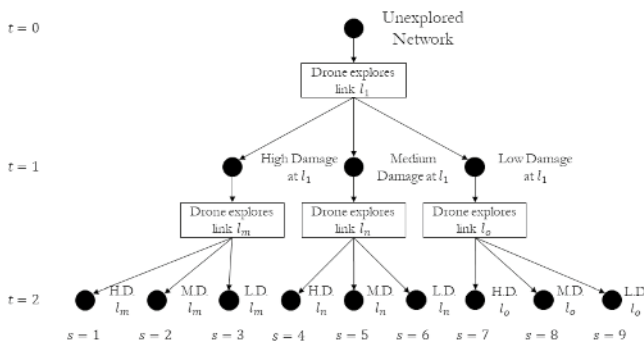 t = 0
Unexplored
Network
Drone explores
link l₁
t = 1
High Damage
at l₁
Medium
Damage at l₁
Low Damage
at l₁
Drone explores
link lₘ
Drone explores
link lₙ
Drone explores
link lₒ
t = 2
H.D.
lₘ
M.D.
lₘ
L.D.
lₘ
H.D.
lₙ
M.D.
lₙ
L.D.
lₙ
H.D.
lₒ
M.D.
lₒ
L.D.
lₒ
s = 1
s = 2
s = 3
s = 4
s = 5
s = 6
s = 7
s = 8
s = 9